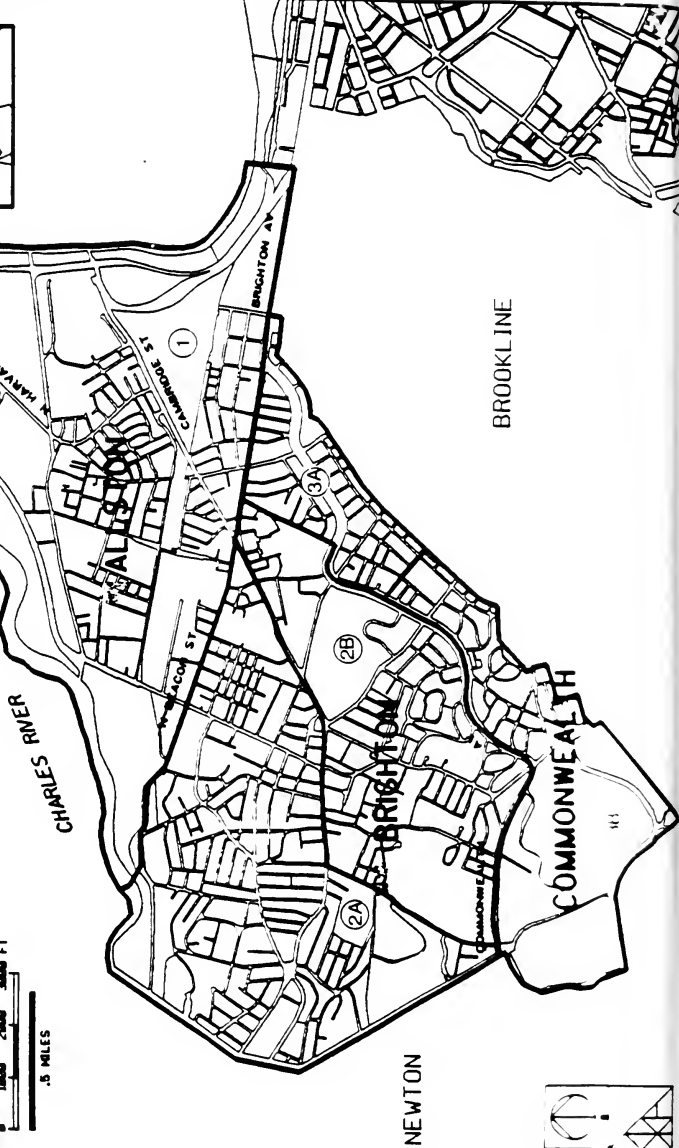 CHARLES RIVER
N HARVA
ALLSTON
CAMBRIDGE ST
1
BRIGHTON AV
BROOKLINE
3A
N BEACON ST
2B
BRIGHTON
COMMONWEALTH
2A
NEWTON
.5 MILES